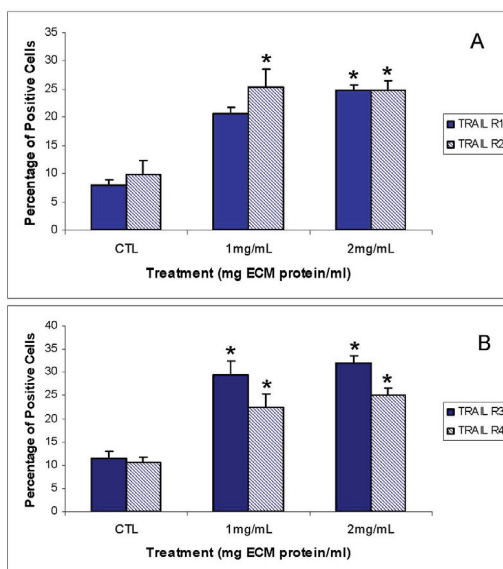 A
Percentage of Positive Cells
35
30
25
20
15
10
5
0
*
* *
CTL
1mg/mL
2mg/mL
Treatment (mg ECM protein/ml)
TRAIL R1
TRAIL R2
B
Percentage of Positive Cells
40
35
30
25
20
15
10
5
0
* *
* *
CTL
1mg/mL
2mg/mL
Treatment (mg ECM protein/ml)
TRAIL R3
TRAIL R4